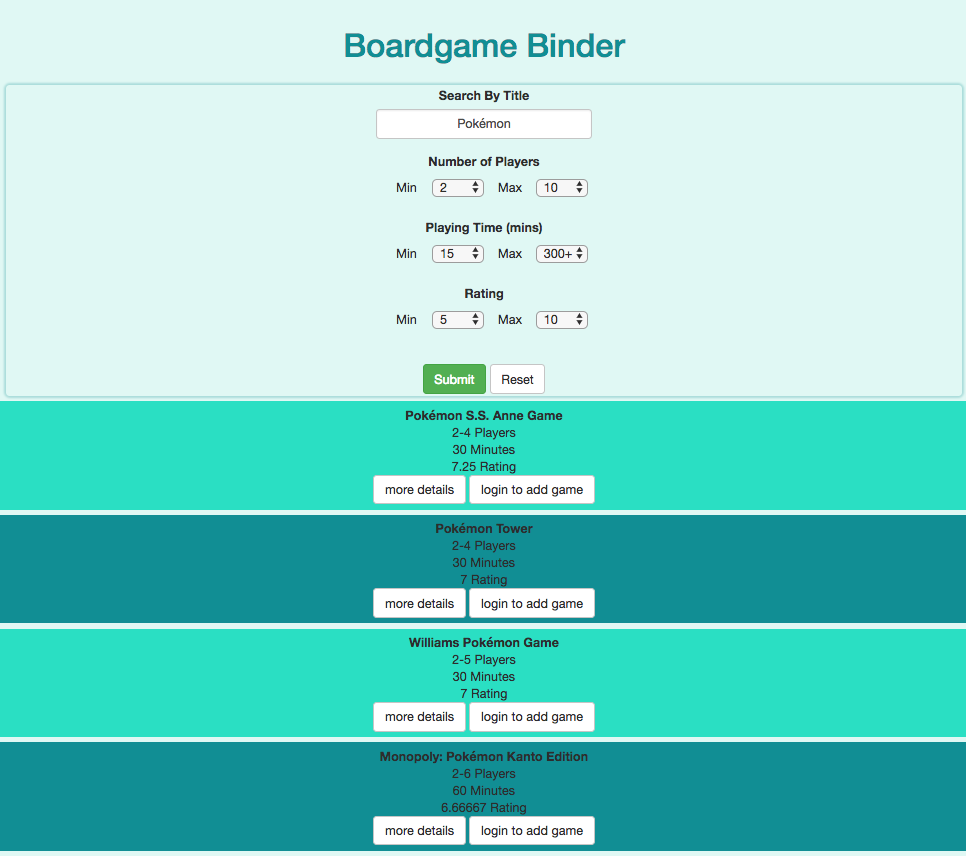 Boardgame Binder
Search By Title
Pokémon
Number of Players
Min 2 Max 10
Playing Time (mins)
Min 15 Max 300+
Rating
Min 5 Max 10
Submit Reset
Pokémon S.S. Anne Game
2-4 Players
30 Minutes
7.25 Rating
more details login to add game
Pokémon Tower
2-4 Players
30 Minutes
7 Rating
more details login to add game
Williams Pokémon Game
2-5 Players
30 Minutes
7 Rating
more details login to add game
Monopoly: Pokémon Kanto Edition
2-6 Players
60 Minutes
6.66667 Rating
more details login to add game